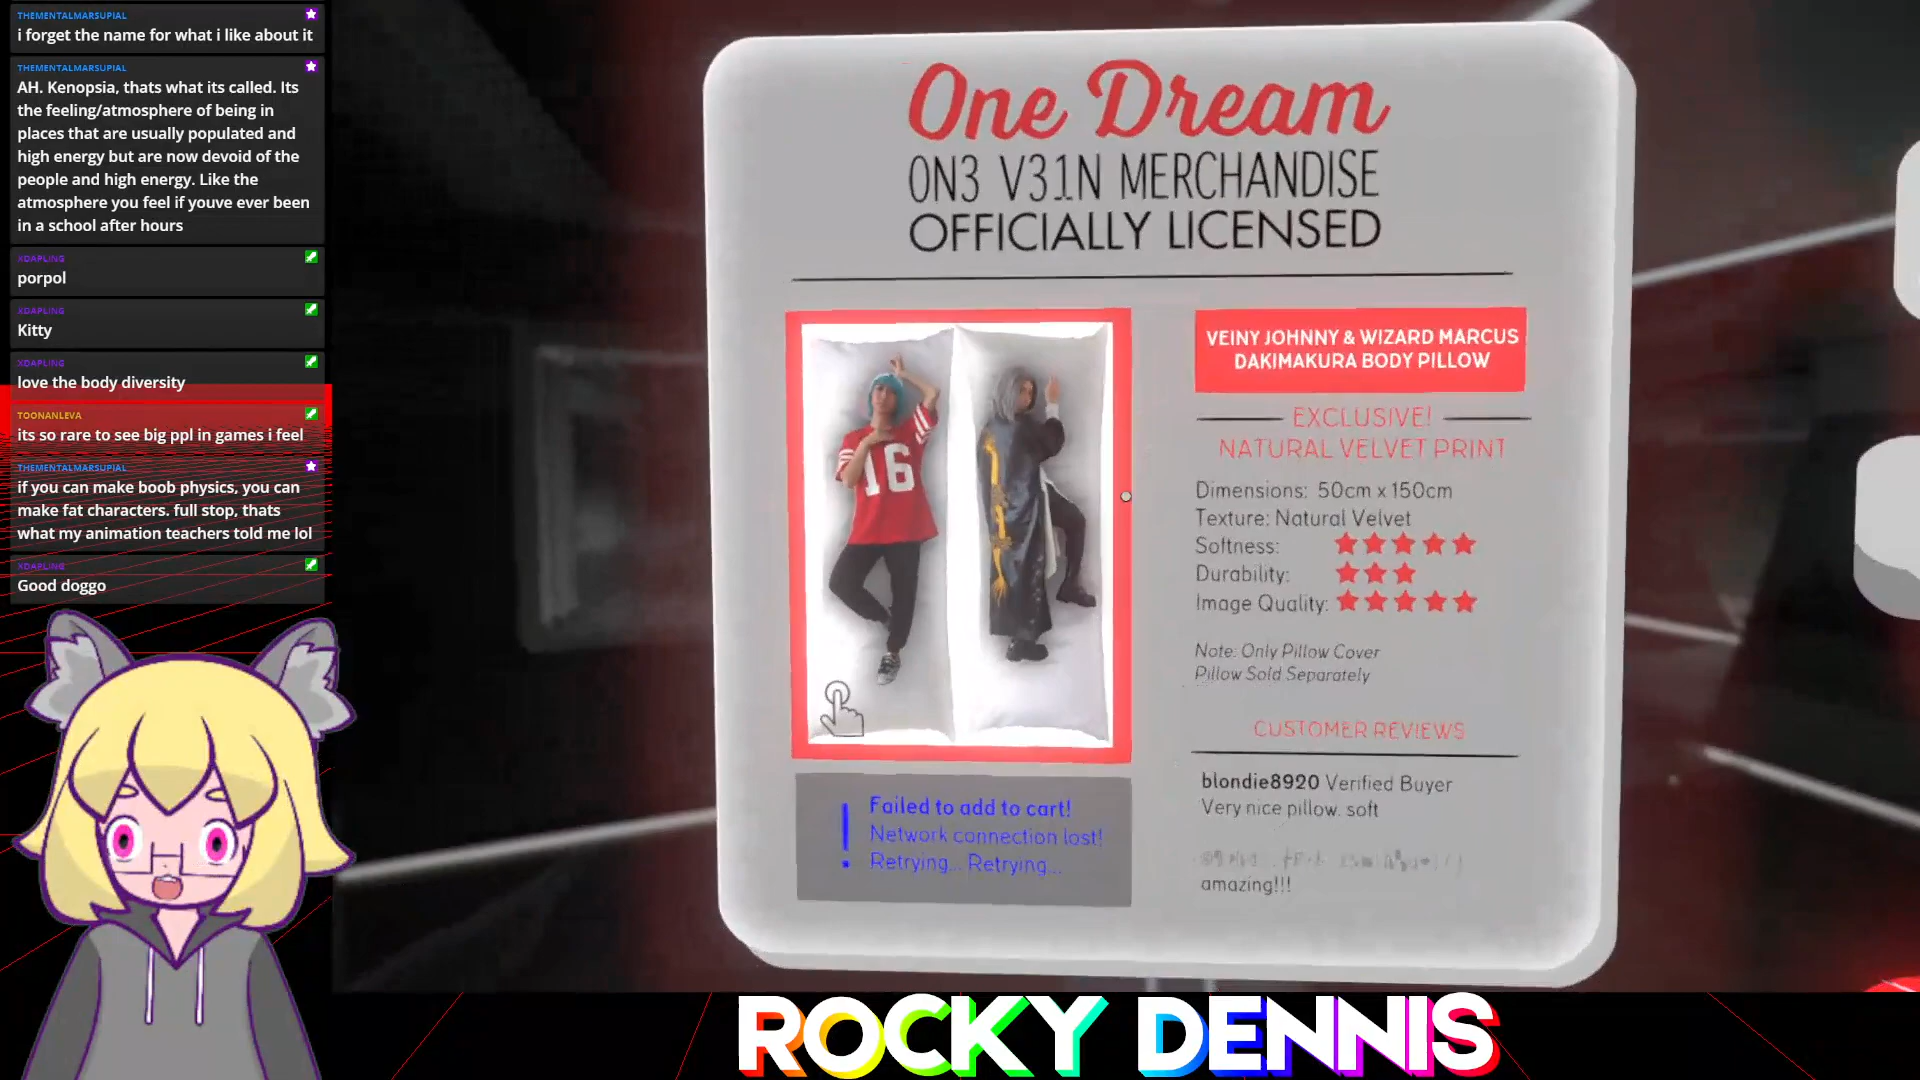 THEMENTALMARSUPIAL
i forget the name for what i like about it
THEMENTALMARSUPIAL
AH. Kenopsia, thats what its called. Its
the feeling/atmosphere of being in
places that are usually populated and
high energy but are now devoid of the
people and high energy. Like the
atmosphere you feel if youve ever been
in a school after hours
XDAPLING
porpol
XDAPLING
Kitty
XDAPLING
love the body diversity
TOONANLEVA
its so rare to see big ppl in games i feel
THEMENTALMARSUPIAL
if you can make boob physics, you can
make fat characters. full stop, thats
what my animation teachers told me lol
XDAPLING
Good doggo
One Dream
0N3 V31N MERCHANDISE
OFFICIALLY LICENSED
16
VEINY JOHNNY & WIZARD MARCUS
DAKIMAKURA BODY PILLOW
EXCLUSIVE!
NATURAL VELVET PRINT
Dimensions: 50cm x 150cm
Texture: Natural Velvet
Softness:
Durability:
Image Quality:
Note: Only Pillow Cover
Pillow Sold Separately
CUSTOMER REVIEWS
blondie8920 Verified Buyer
Very nice pillow. soft
amazing!!!
! Failed to add to cart!
Network connection lost!
Retrying... Retrying...
ROCKY DENNIS